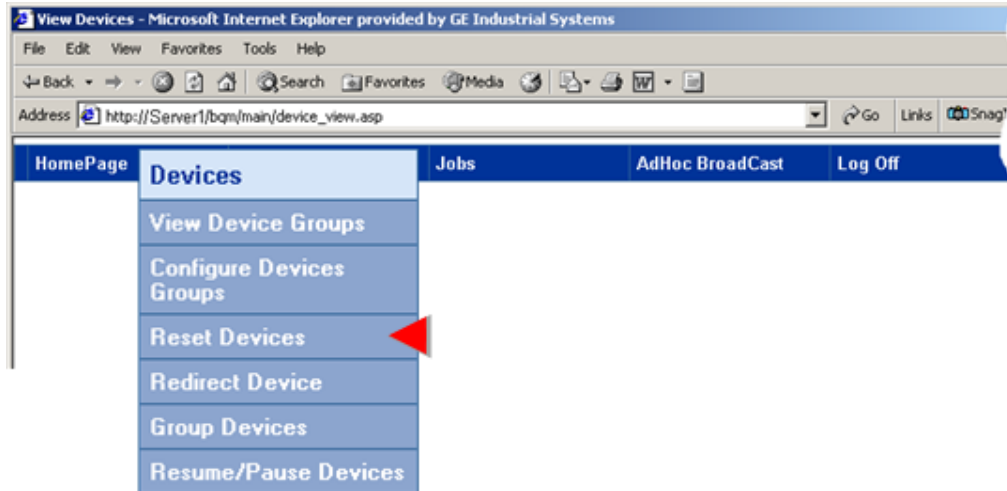 View Devices - Microsoft Internet Explorer provided by GE Industrial Systems
File Edit View Favorites Tools Help
Back Search Favorites Media
Address http://Server1/bqm/main/device_view.asp Go Links
HomePage Devices Jobs AdHoc BroadCast Log Off
View Device Groups
Configure Devices
Groups
Reset Devices
Redirect Device
Group Devices
Resume/Pause Devices